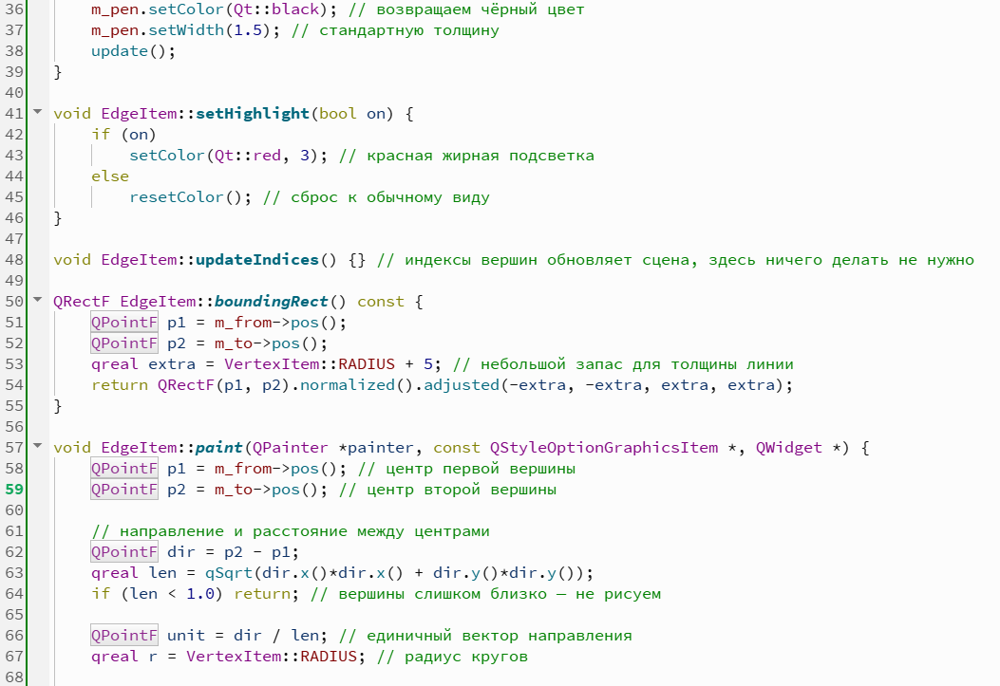 36 m_pen.setColor(Qt::black); // возвращаем чёрный цвет
37 m_pen.setWidth(1.5); // стандартную толщину
38 update();
39 }
40
41 void EdgeItem::setHighlight(bool on) {
42 if (on)
43 setColor(Qt::red, 3); // красная жирная подсветка
44 else
45 resetColor(); // сброс к обычному виду
46 }
47
48 void EdgeItem::updateIndices() {} // индексы вершин обновляет сцена, здесь ничего делать не нужно
49
50 QRectF EdgeItem::boundingRect() const {
51 QPointF p1 = m_from->pos();
52 QPointF p2 = m_to->pos();
53 qreal extra = VertexItem::RADIUS + 5; // небольшой запас для толщины линии
54 return QRectF(p1, p2).normalized().adjusted(-extra, -extra, extra, extra);
55 }
56
57 void EdgeItem::paint(QPainter *painter, const QStyleOptionGraphicsItem *, QWidget *) {
58 QPointF p1 = m_from->pos(); // центр первой вершины
59 QPointF p2 = m_to->pos(); // центр второй вершины
60
61 // направление и расстояние между центрами
62 QPointF dir = p2 - p1;
63 qreal len = qSqrt(dir.x()*dir.x() + dir.y()*dir.y());
64 if (len < 1.0) return; // вершины слишком близко — не рисуем
65
66 QPointF unit = dir / len; // единичный вектор направления
67 qreal r = VertexItem::RADIUS; // радиус кругов
68